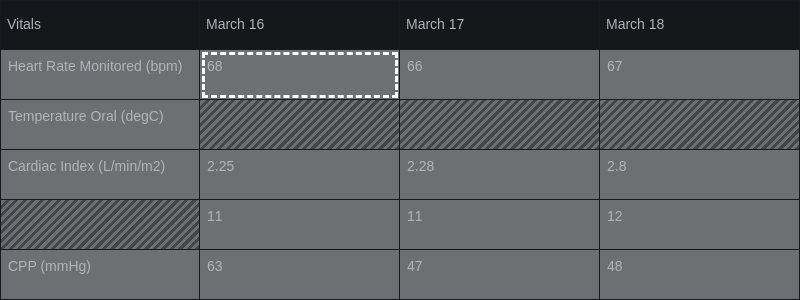 Vitals March 16 March 17 March 18
Heart Rate Monitored (bpm) 68 66 67
Temperature Oral (degC)
Cardiac Index (L/min/m2) 2.25 2.28 2.8
11 11 12
CPP (mmHg) 63 47 48